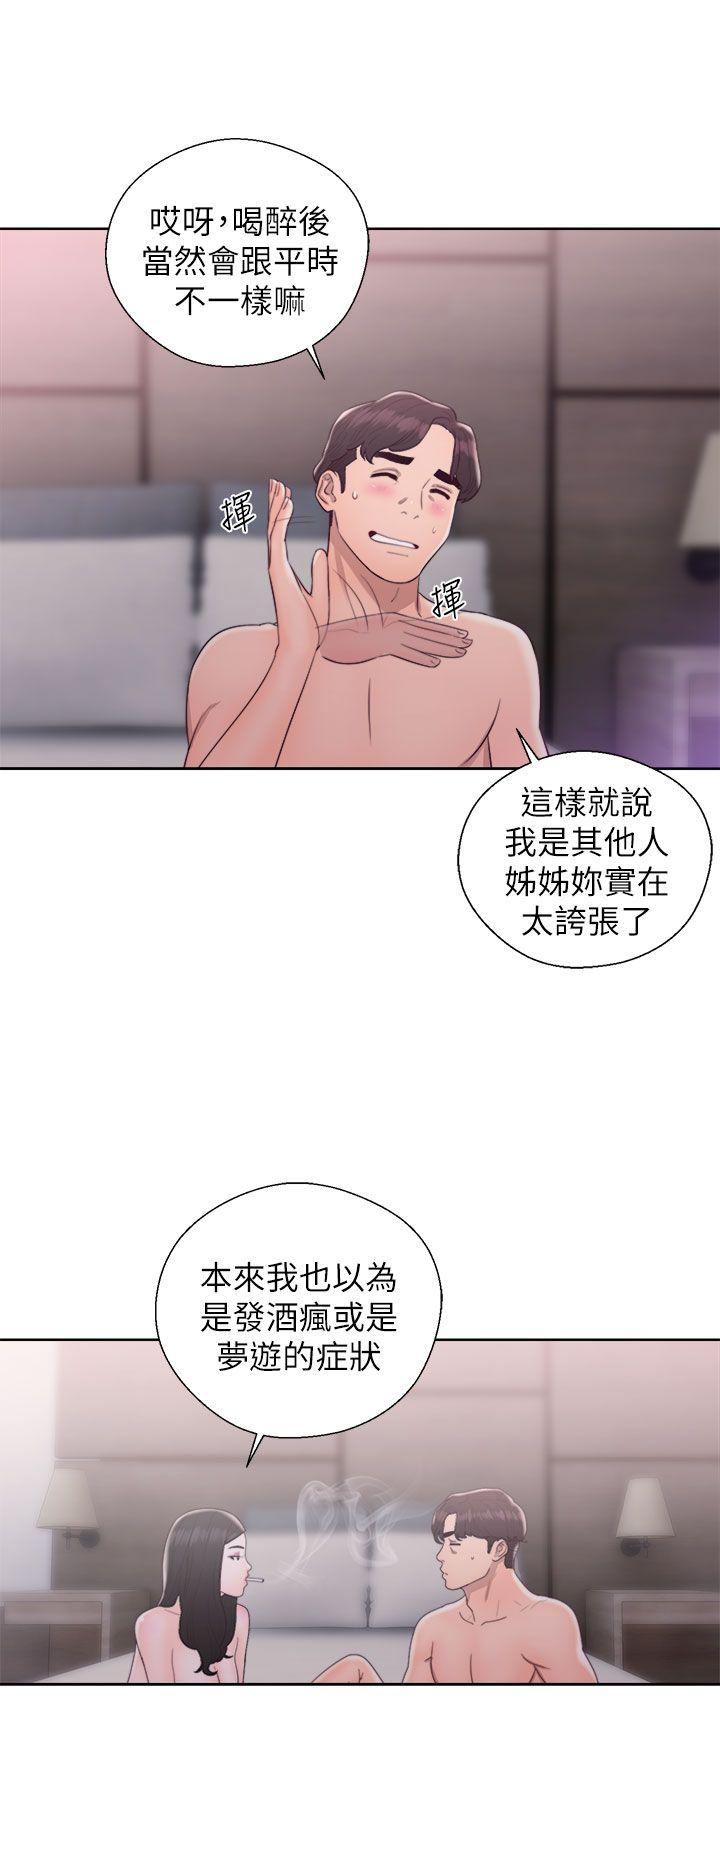 哎呀，喝醉後
當然會跟平時
不一樣嘛
揮
揮
這樣就說
我是其他人
姊姊妳實在
太誇張了
本來我也以為
是發酒瘋或是
夢遊的症狀